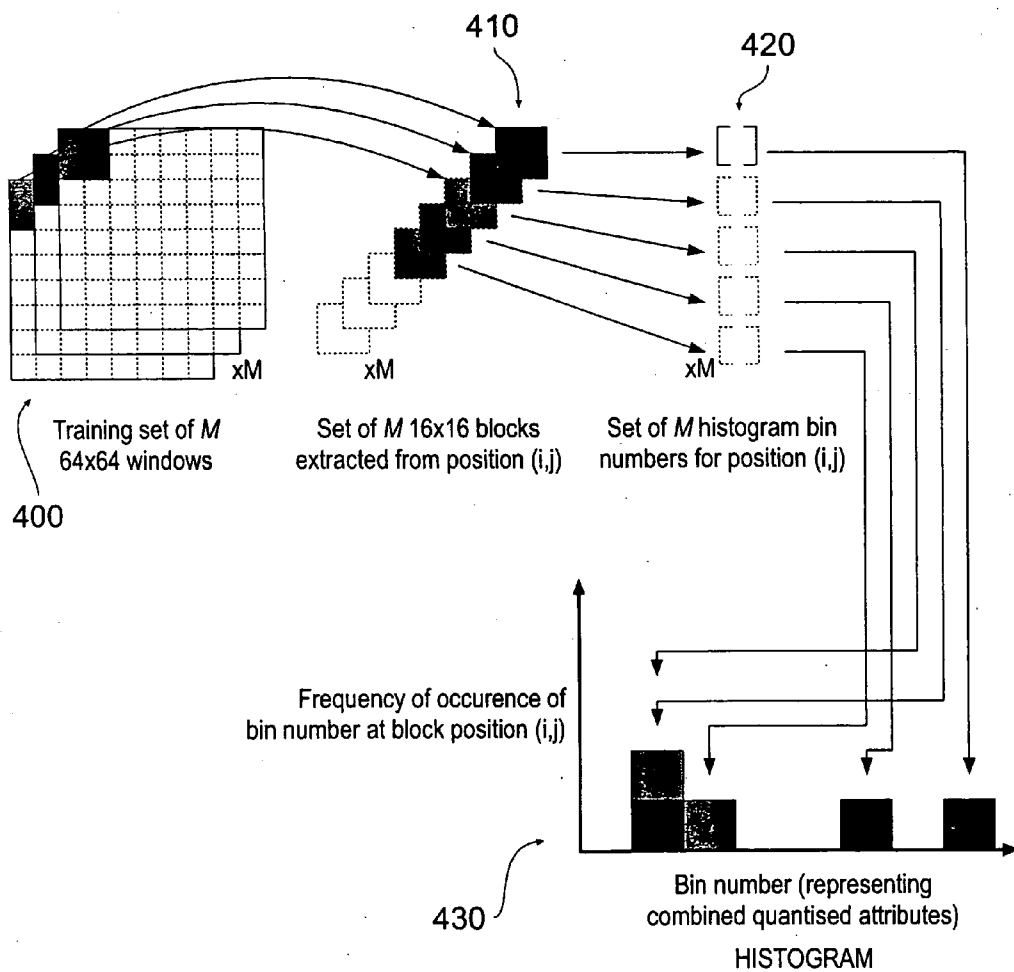 410
420
xM
xM
xM
Training set of M
64x64 windows
Set of M 16x16 blocks
extracted from position (i,j)
Set of M histogram bin
numbers for position (i,j)
400
Frequency of occurence of
bin number at block position (i,j)
430
Bin number (representing
combined quantised attributes)
HISTOGRAM